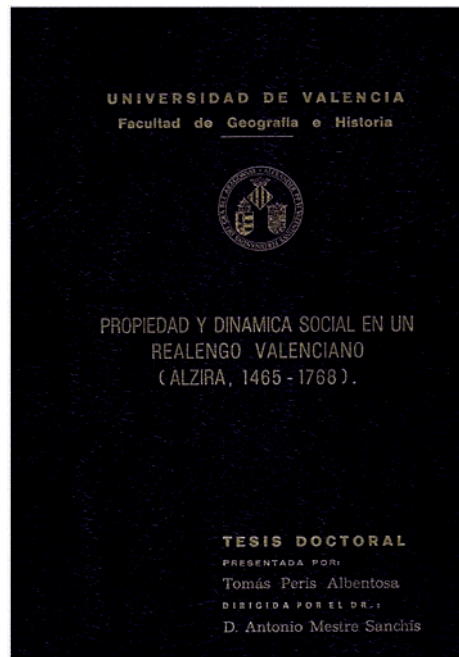 UNIVERSIDAD DE VALENCIA
Facultad de Geografía e Historia
PROPIEDAD Y DINAMICA SOCIAL EN UN
REALENGO VALENCIANO
(ALZIRA, 1465-1768).
TESIS DOCTORAL
PRESENTADA POR:
Tomás Peris Albentosa
DIRIGIDA POR EL DR.:
D. Antonio Mestre Sanchís